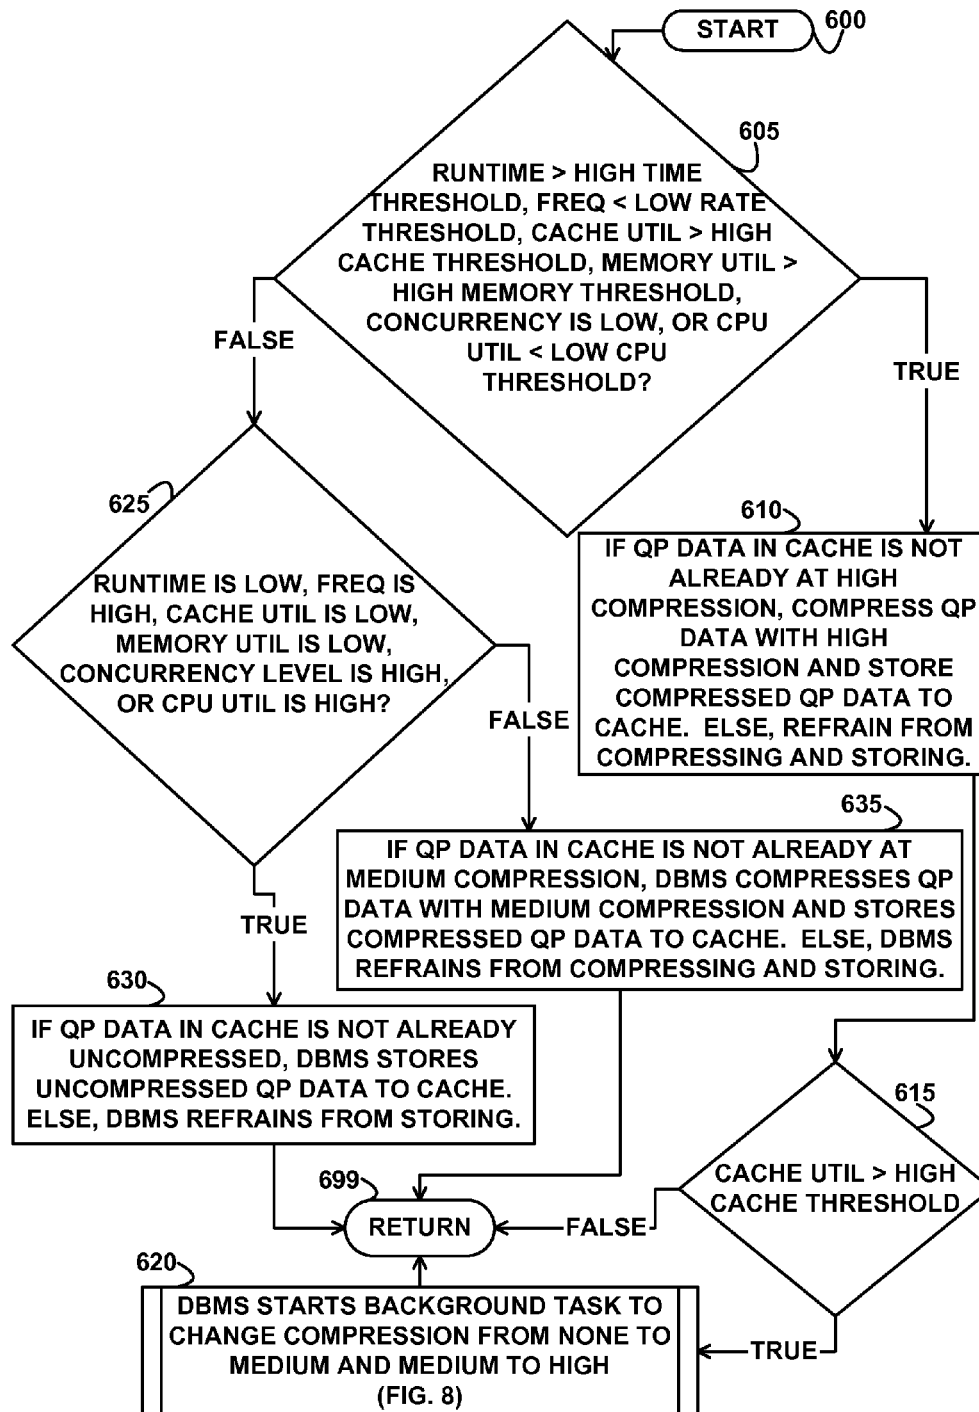 START
600
605
RUNTIME > HIGH TIME
THRESHOLD, FREQ < LOW RATE
THRESHOLD, CACHE UTIL > HIGH
CACHE THRESHOLD, MEMORY UTIL >
HIGH MEMORY THRESHOLD,
CONCURRENCY IS LOW, OR CPU
UTIL < LOW CPU
THRESHOLD?
FALSE
TRUE
625
RUNTIME IS LOW, FREQ IS
HIGH, CACHE UTIL IS LOW,
MEMORY UTIL IS LOW,
CONCURRENCY LEVEL IS HIGH,
OR CPU UTIL IS HIGH?
FALSE
TRUE
610
IF QP DATA IN CACHE IS NOT
ALREADY AT HIGH
COMPRESSION, COMPRESS QP
DATA WITH HIGH
COMPRESSION AND STORE
COMPRESSED QP DATA TO
CACHE. ELSE, REFRAIN FROM
COMPRESSING AND STORING.
635
IF QP DATA IN CACHE IS NOT ALREADY AT
MEDIUM COMPRESSION, DBMS COMPRESSES QP
DATA WITH MEDIUM COMPRESSION AND STORES
COMPRESSED QP DATA TO CACHE. ELSE, DBMS
REFRAINS FROM COMPRESSING AND STORING.
630
IF QP DATA IN CACHE IS NOT ALREADY
UNCOMPRESSED, DBMS STORES
UNCOMPRESSED QP DATA TO CACHE.
ELSE, DBMS REFRAINS FROM STORING.
615
CACHE UTIL > HIGH
CACHE THRESHOLD
FALSE
TRUE
699
RETURN
620
DBMS STARTS BACKGROUND TASK TO
CHANGE COMPRESSION FROM NONE TO
MEDIUM AND MEDIUM TO HIGH
(FIG. 8)